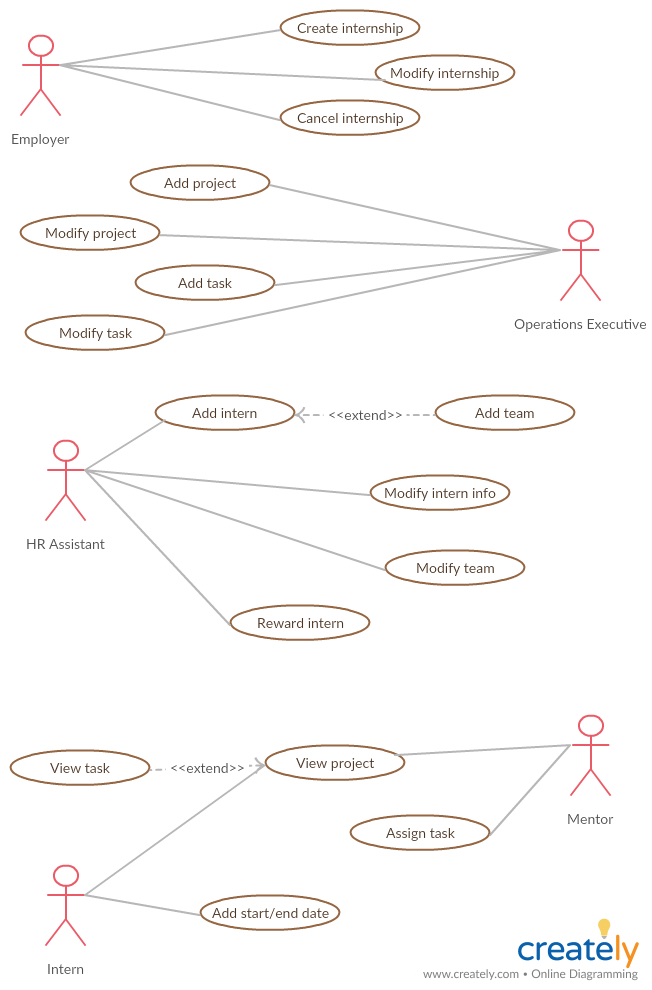 Create internship
Modify internship
Cancel internship
Employer
Add project
Modify project
Add task
Modify task
Operations Executive
Add intern
<<extend>>
Add team
HR Assistant
Modify intern info
Modify team
Reward intern
View task
<<extend>>
View project
Assign task
Mentor
Add start/end date
Intern
creately
www.creately.com • Online Diagramming